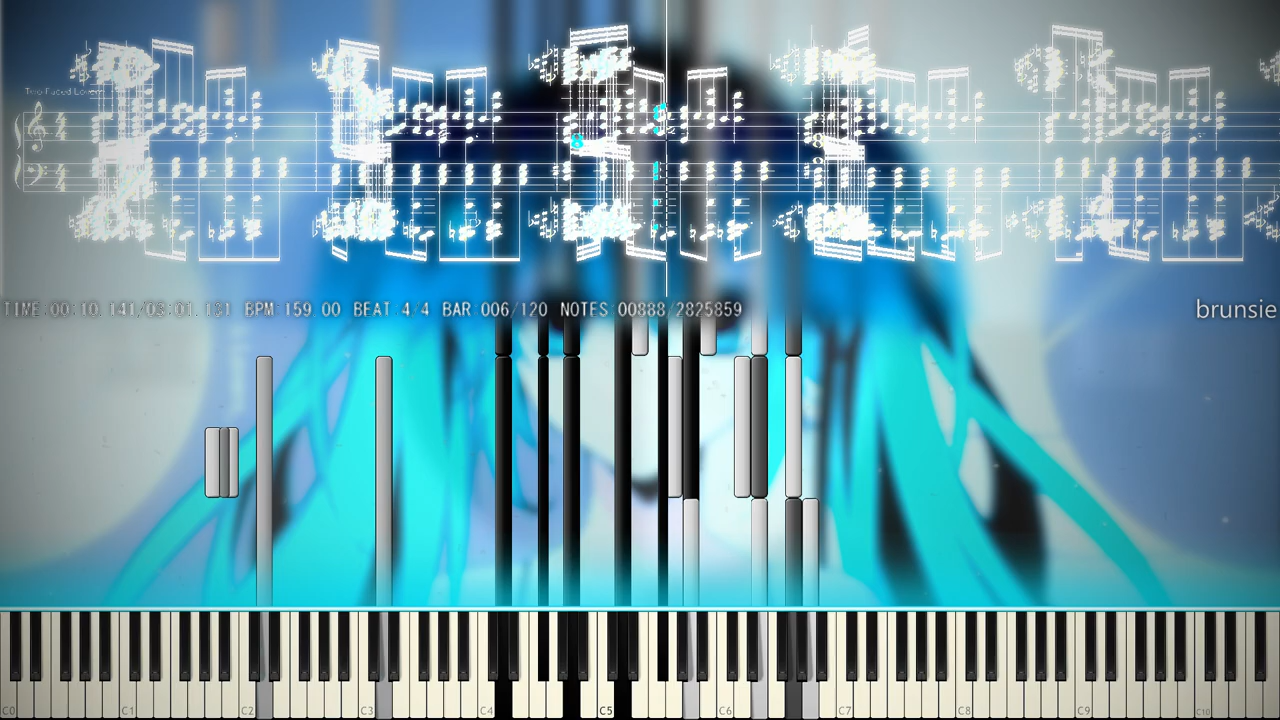 Two Faced Lovers
TIME:00:10.141/03:01.131 BPM:159.00 BEAT:4/4 BAR:006/120 NOTES:00888/2825859
brunsie
C0 C1 C2 C3 C4 C5 C6 C7 C8 C9 C10